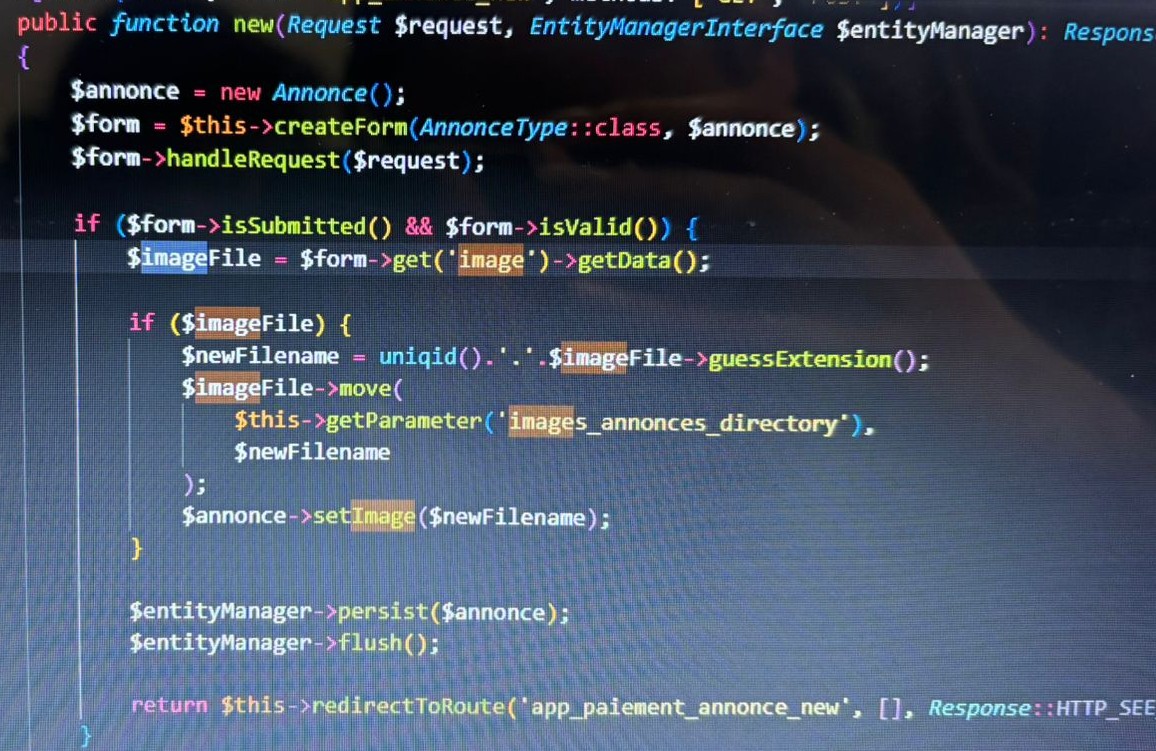 public function new(Request $request, EntityManagerInterface $entityManager): Respons
{
$annonce = new Annonce();
$form = $this->createForm(AnnonceType::class, $annonce);
$form->handleRequest($request);
if ($form->isSubmitted() && $form->isValid()) {
$imageFile = $form->get('image')->getData();
if ($imageFile) {
$newFilename = uniqid().'.'.$imageFile->guessExtension();
$imageFile->move(
$this->getParameter('images_annonces_directory'),
$newFilename
);
$annonce->setImage($newFilename);
}
$entityManager->persist($annonce);
$entityManager->flush();
return $this->redirectToRoute('app_paiement_annonce_new', [], Response::HTTP_SEE
}